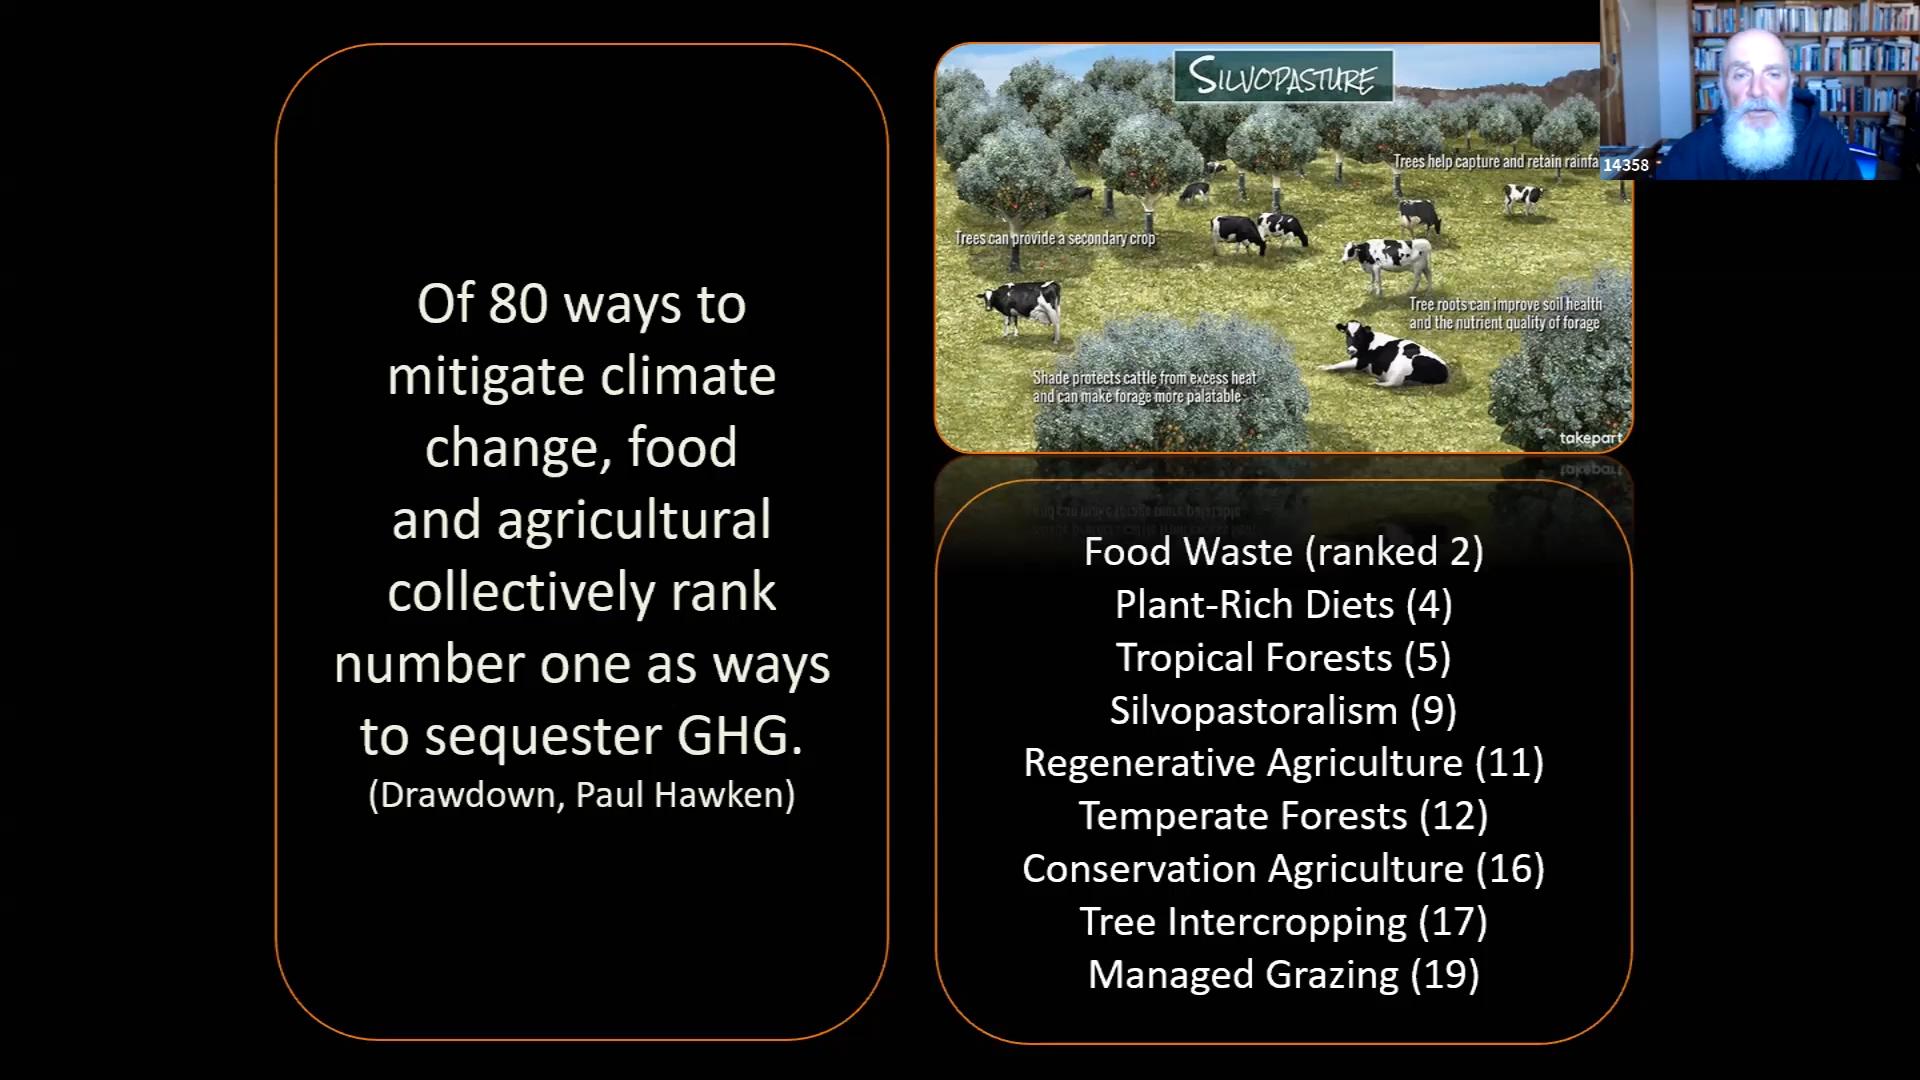 Of 80 ways to
mitigate climate
change, food
and agricultural
collectively rank
number one as ways
to sequester GHG.
(Drawdown, Paul Hawken)
SILVOPASTURE
Trees help capture and retain rainfa
Trees can provide a secondary crop
Tree roots can improve soil health
and the nutrient quality of forage
Shade protects cattle from excess heat
and can make forage more palatable
takepart
14358
Food Waste (ranked 2)
Plant-Rich Diets (4)
Tropical Forests (5)
Silvopastoralism (9)
Regenerative Agriculture (11)
Temperate Forests (12)
Conservation Agriculture (16)
Tree Intercropping (17)
Managed Grazing (19)